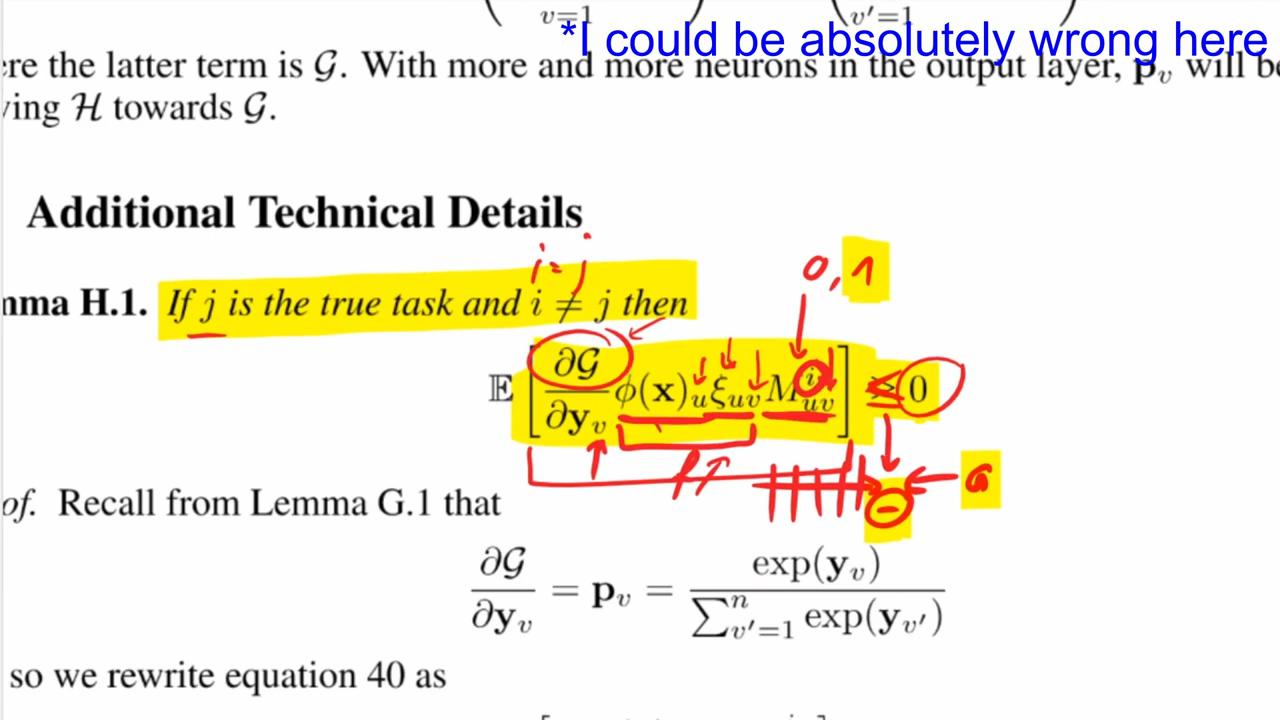 v=1 v′=1
*I could be absolutely wrong here
ere the latter term is 𝒢. With more and more neurons in the output layer, p_v will be
ving ℋ towards 𝒢.
Additional Technical Details
i = j
0, 1
mma H.1. If j is the true task and i ≠ j then
𝔼 [ ∂𝒢/∂y_v ϕ(x)_u ξ_uv M^i_uv ] ≤ 0
G
−
of. Recall from Lemma G.1 that
∂𝒢/∂y_v = p_v = exp(y_v) / ∑_{v′=1}^n exp(y_{v′})
so we rewrite equation 40 as